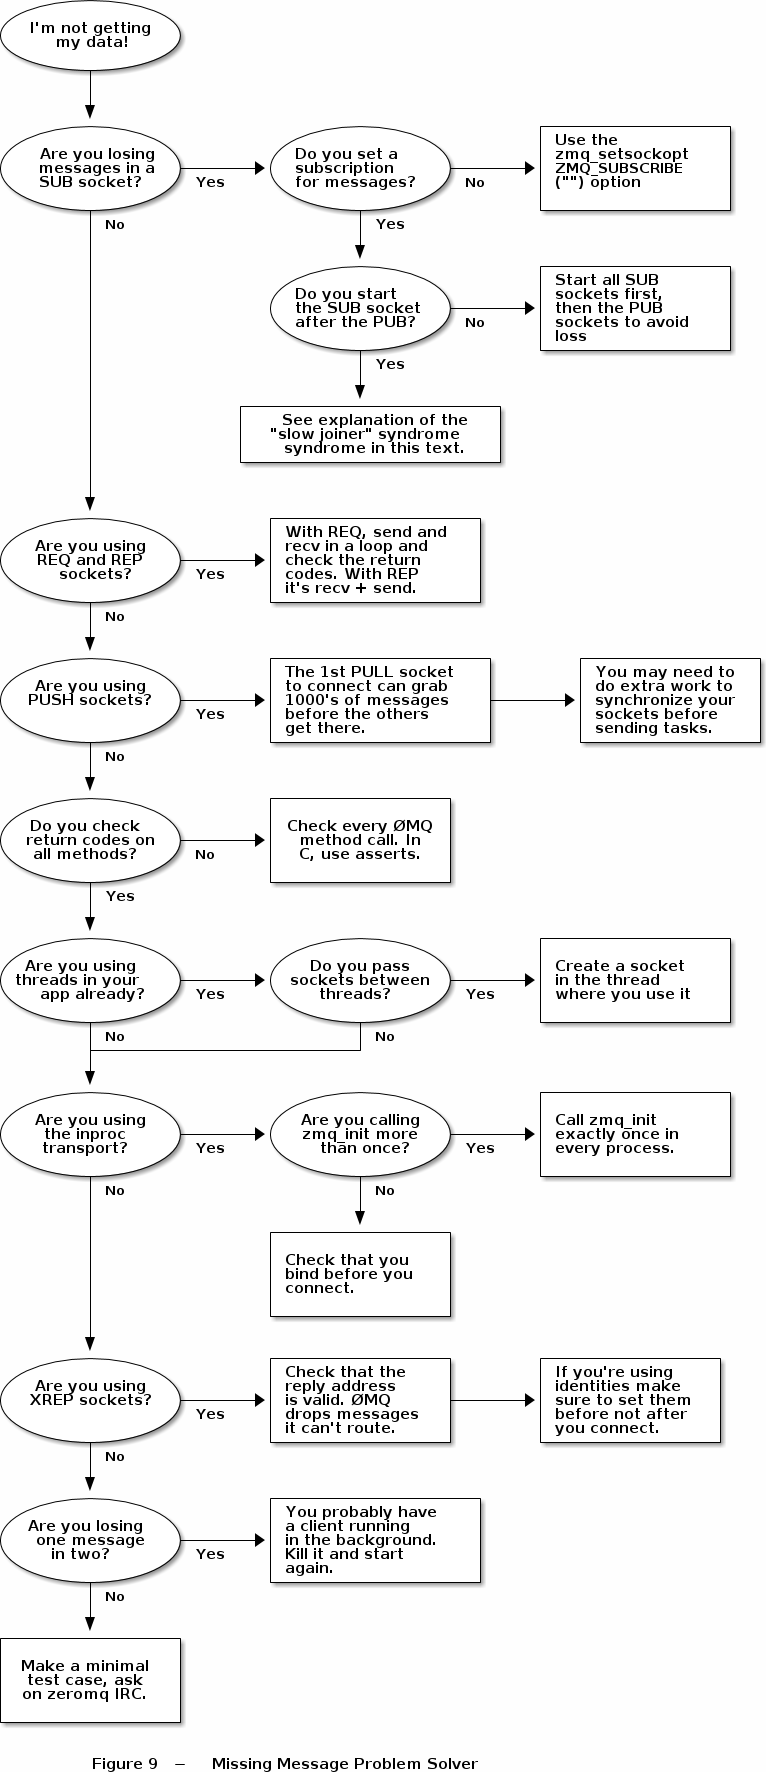 I'm not getting
my data!
Are you losing
messages in a
SUB socket?
Yes
No
Do you set a
subscription
for messages?
No
Yes
Use the
zmq_setsockopt
ZMQ_SUBSCRIBE
("") option
Do you start
the SUB socket
after the PUB?
No
Yes
Start all SUB
sockets first,
then the PUB
sockets to avoid
loss
See explanation of the
"slow joiner" syndrome
syndrome in this text.
Are you using
REQ and REP
sockets?
Yes
No
With REQ, send and
recv in a loop and
check the return
codes. With REP
it's recv + send.
Are you using
PUSH sockets?
Yes
No
The 1st PULL socket
to connect can grab
1000's of messages
before the others
get there.
You may need to
do extra work to
synchronize your
sockets before
sending tasks.
Do you check
return codes on
all methods?
No
Yes
Check every ØMQ
method call. In
C, use asserts.
Are you using
threads in your
app already?
Yes
No
Do you pass
sockets between
threads?
Yes
No
Create a socket
in the thread
where you use it
Are you using
the inproc
transport?
Yes
No
Are you calling
zmq_init more
than once?
Yes
No
Call zmq_init
exactly once in
every process.
Check that you
bind before you
connect.
Are you using
XREP sockets?
Yes
No
Check that the
reply address
is valid. ØMQ
drops messages
it can't route.
If you're using
identities make
sure to set them
before not after
you connect.
Are you losing
one message
in two?
Yes
No
You probably have
a client running
in the background.
Kill it and start
again.
Make a minimal
test case, ask
on zeromq IRC.
Figure 9 – Missing Message Problem Solver